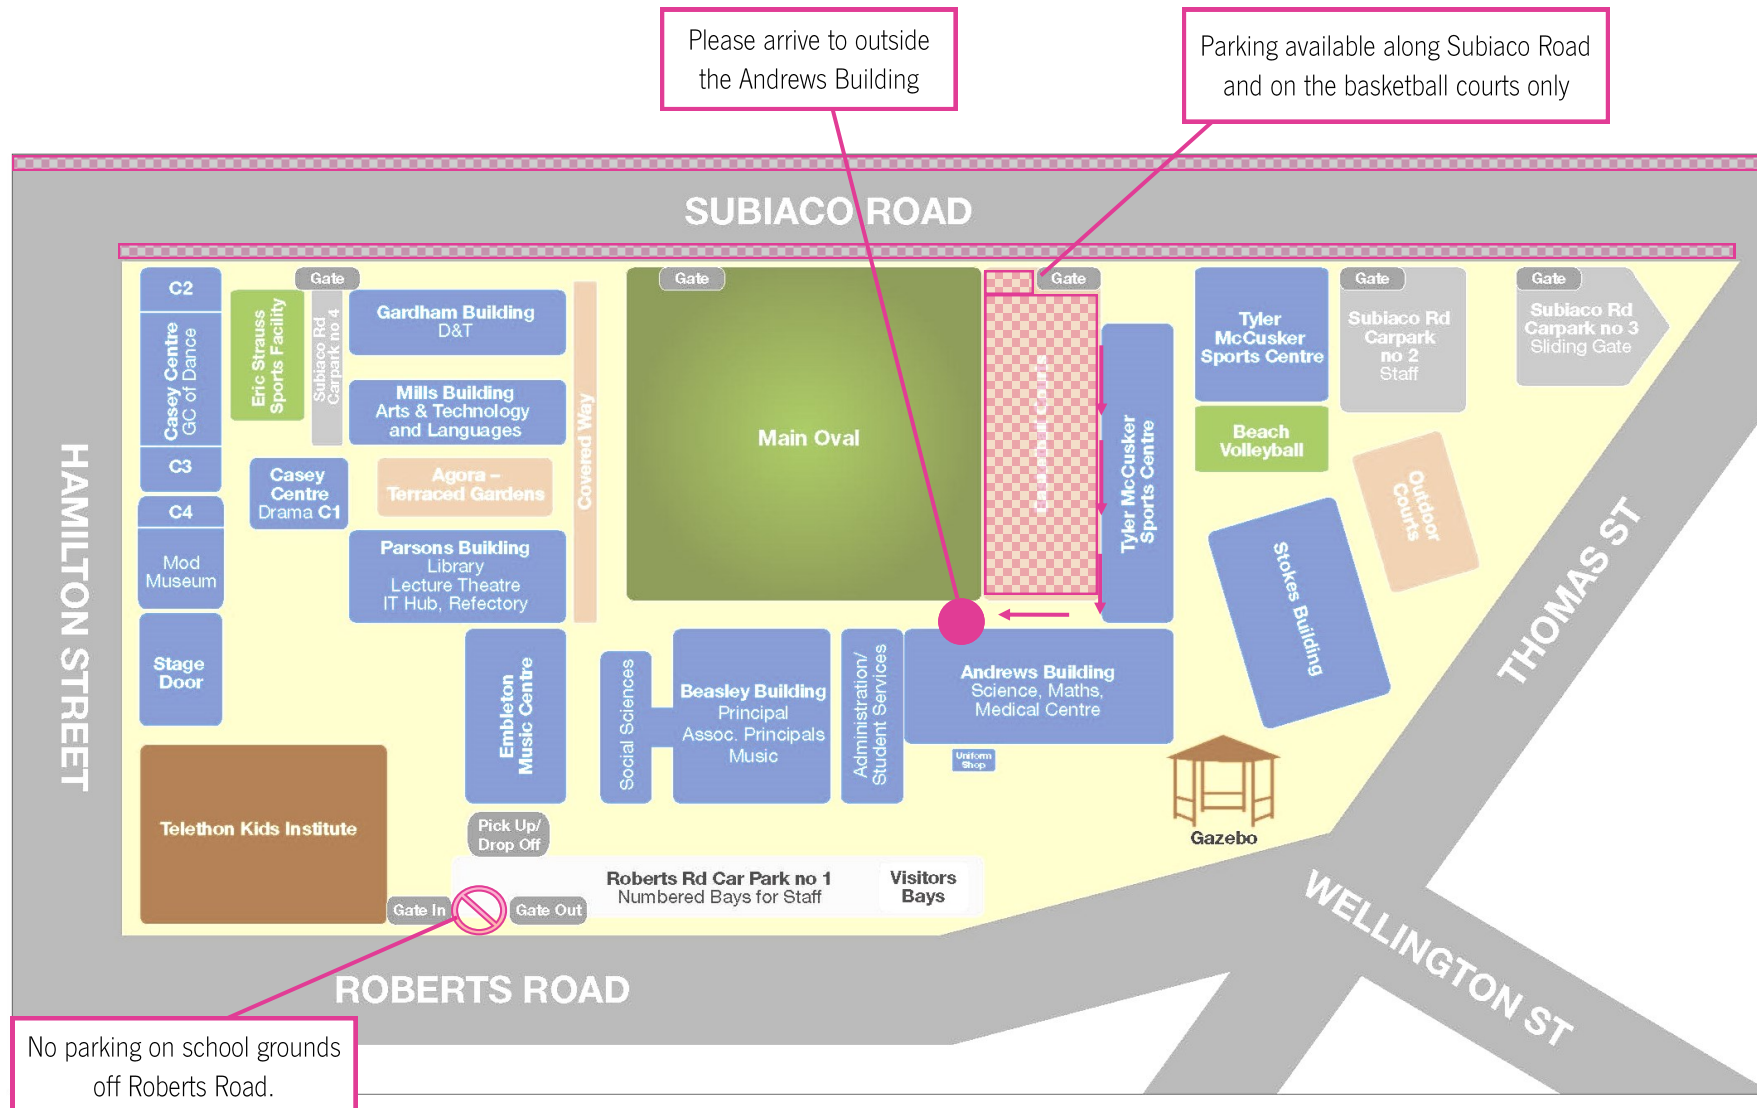 Please arrive to outside
the Andrews Building
Parking available along Subiaco Road
and on the basketball courts only
SUBIACO ROAD
Gate
Gate
Gate
Gate
Gate
C2
Casey Centre
GC of Dance
C3
C4
Mod
Museum
Stage
Door
Eric Strauss
Sports Facility
Subiaco Rd
Carpark no 4
Gardham Building
D&T
Mills Building
Arts & Technology
and Languages
Casey
Centre
Drama C1
Agora –
Terraced Gardens
Parsons Building
Library
Lecture Theatre
IT Hub, Refectory
Covered Way
Main Oval
Tyler McCusker
Sports Centre
Tyler
McCusker
Sports Centre
Beach
Volleyball
Subiaco Rd
Carpark
no 2
Staff
Subiaco Rd
Carpark no 3
Sliding Gate
Outdoor
Courts
Stokes Building
HAMILTON STREET
THOMAS ST
Embleton
Music Centre
Social Sciences
Beasley Building
Principal
Assoc. Principals
Music
Administration/
Student Services
Andrews Building
Science, Maths,
Medical Centre
Uniform
Shop
Gazebo
Telethon Kids Institute
Pick Up/
Drop Off
Roberts Rd Car Park no 1
Numbered Bays for Staff
Visitors
Bays
Gate In
Gate Out
WELLINGTON ST
ROBERTS ROAD
No parking on school grounds
off Roberts Road.